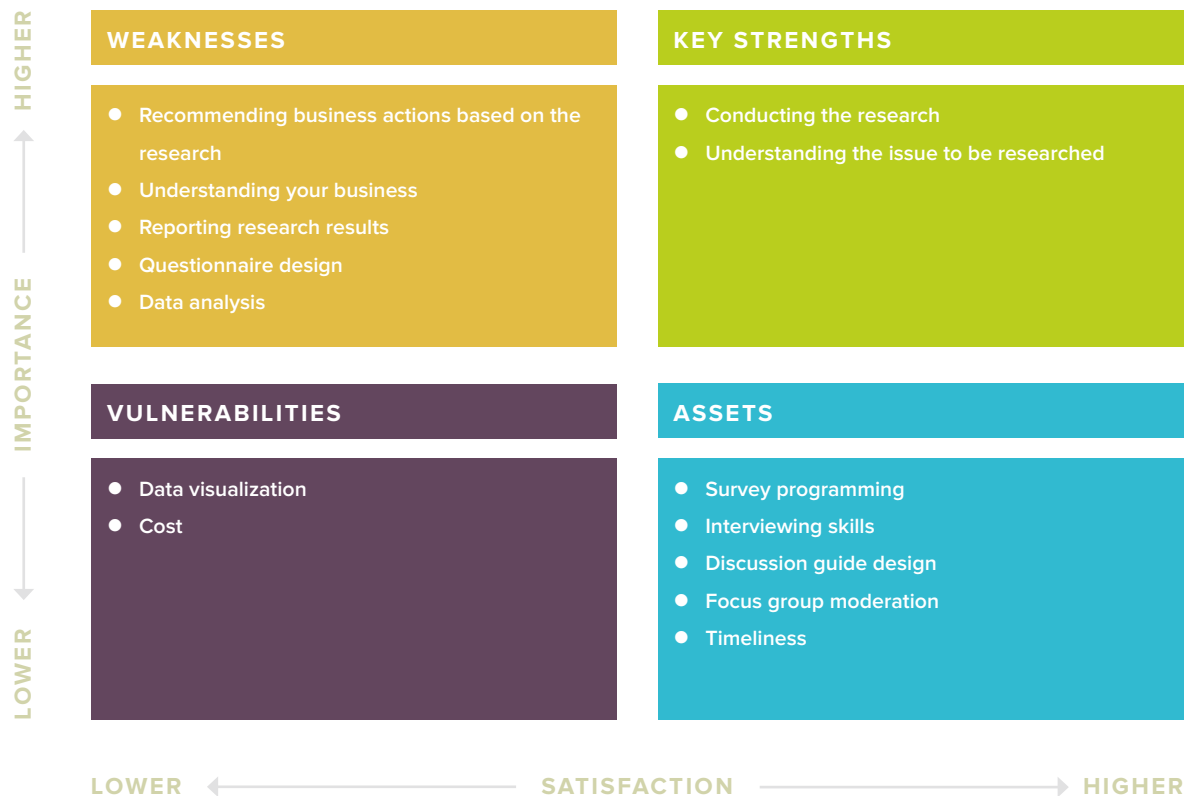 HIGHER
IMPORTANCE
LOWER
WEAKNESSES
Recommending business actions based on the
research
Understanding your business
Reporting research results
Questionnaire design
Data analysis
KEY STRENGTHS
Conducting the research
Understanding the issue to be researched
VULNERABILITIES
Data visualization
Cost
ASSETS
Survey programming
Interviewing skills
Discussion guide design
Focus group moderation
Timeliness
LOWER
SATISFACTION
HIGHER